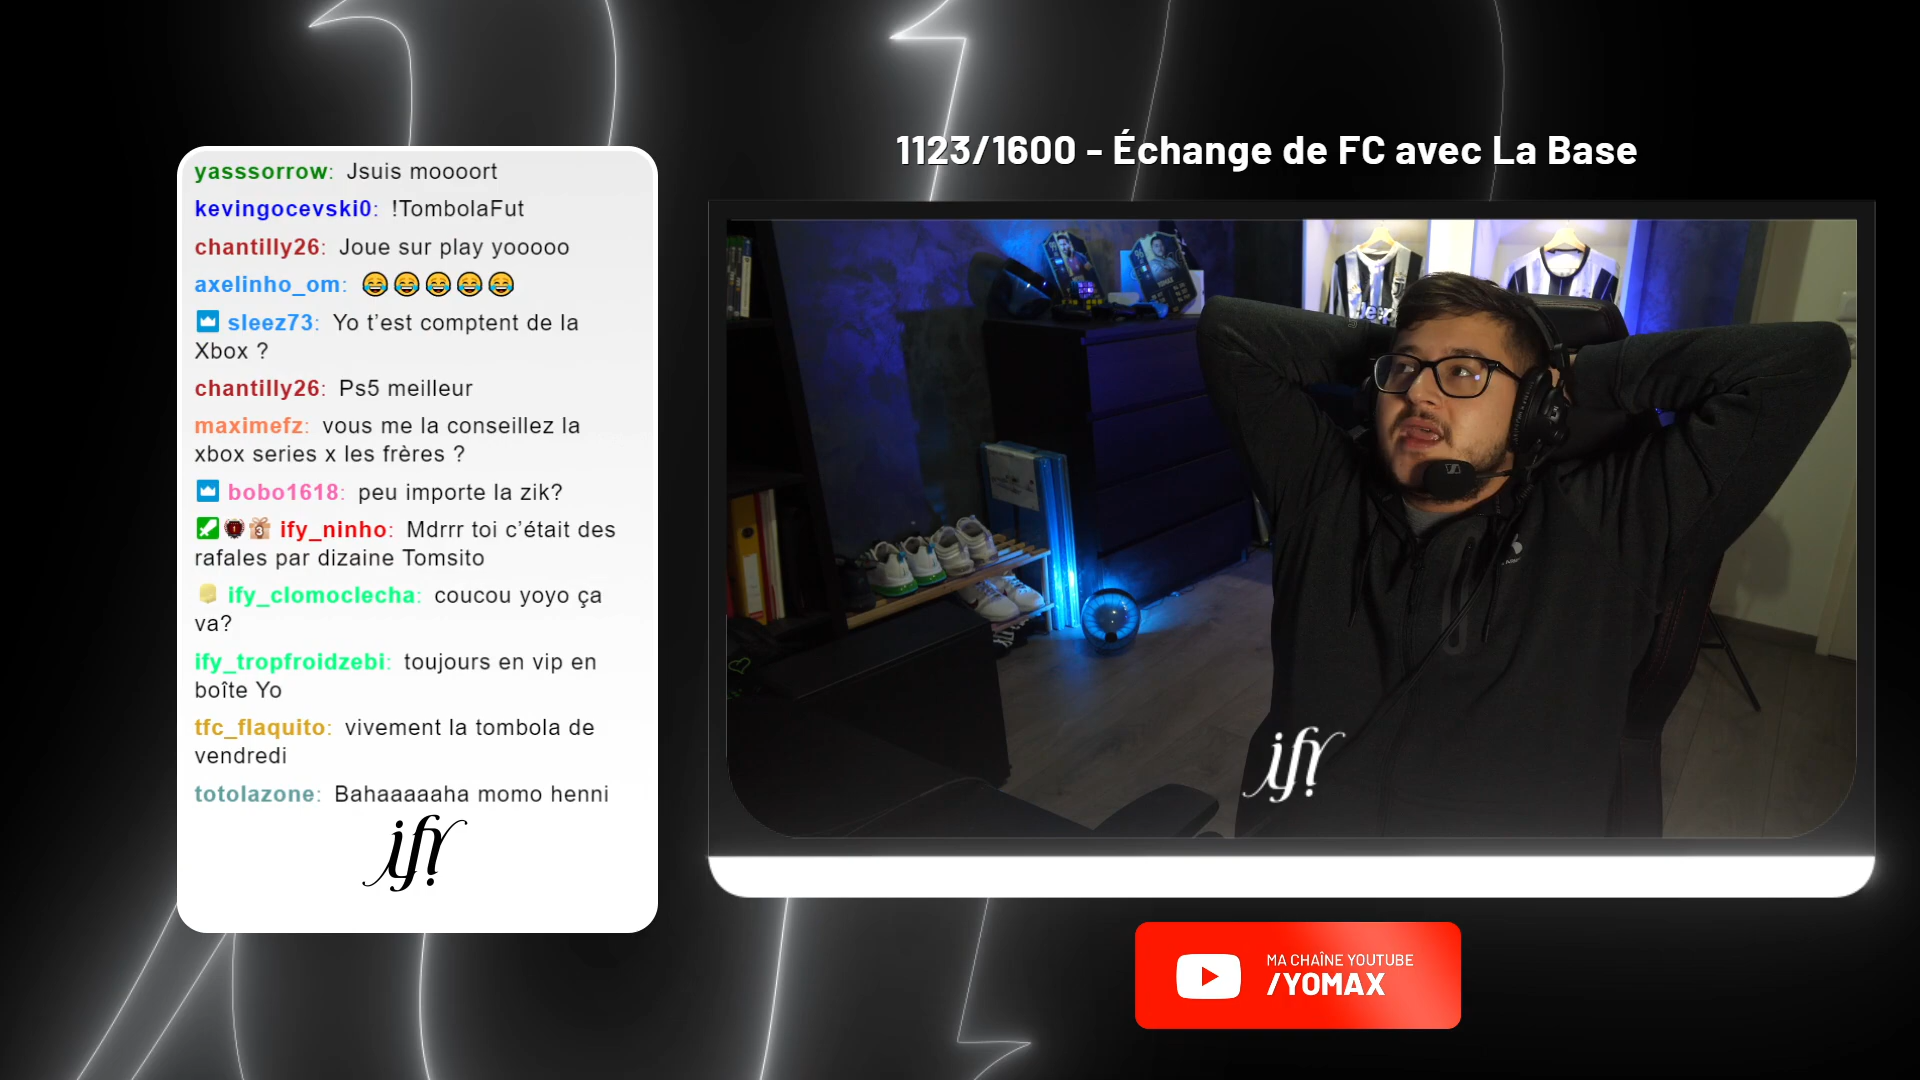 yasssorrow: Jsuis moooort
kevingocevski0: !TombolaFut
chantilly26: Joue sur play yooooo
axelinho_om: 😂😂😂😂😂
sleez73: Yo t’est comptent de la
Xbox ?
chantilly26: Ps5 meilleur
maximefz: vous me la conseillez la
xbox series x les frères ?
bobo1618: peu importe la zik?
ify_ninho: Mdrrr toi c’était des
rafales par dizaine Tomsito
ify_clomoclecha: coucou yoyo ça
va?
ify_tropfroidzebi: toujours en vip en
boîte Yo
tfc_flaquito: vivement la tombola de
vendredi
totolazone: Bahaaaaaha momo henni
ify
1123/1600 - Échange de FC avec La Base
Jeep
ify
MA CHAÎNE YOUTUBE
/YOMAX